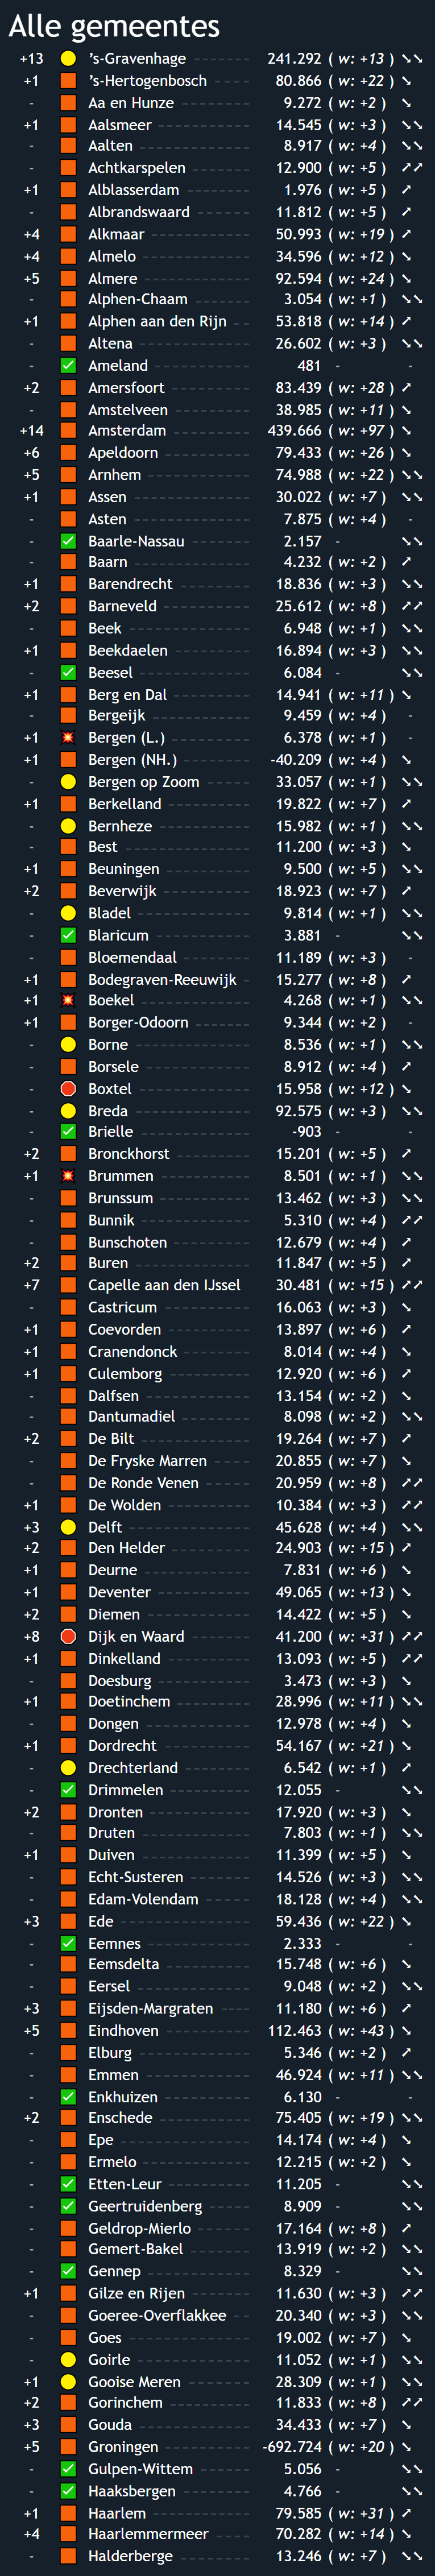 Alle gemeentes
+13 's-Gravenhage 241.292 ( w: +13 )
+1 's-Hertogenbosch 80.866 ( w: +22 )
- Aa en Hunze 9.272 ( w: +2 )
+1 Aalsmeer 14.545 ( w: +3 )
- Aalten 8.917 ( w: +4 )
- Achtkarspelen 12.900 ( w: +5 )
+1 Alblasserdam 1.976 ( w: +5 )
- Albrandswaard 11.812 ( w: +5 )
+4 Alkmaar 50.993 ( w: +19 )
+4 Almelo 34.596 ( w: +12 )
+5 Almere 92.594 ( w: +24 )
- Alphen-Chaam 3.054 ( w: +1 )
+1 Alphen aan den Rijn 53.818 ( w: +14 )
- Altena 26.602 ( w: +3 )
- Ameland 481 - -
+2 Amersfoort 83.439 ( w: +28 )
- Amstelveen 38.985 ( w: +11 )
+14 Amsterdam 439.666 ( w: +97 )
+6 Apeldoorn 79.433 ( w: +26 )
+5 Arnhem 74.988 ( w: +22 )
+1 Assen 30.022 ( w: +7 )
- Asten 7.875 ( w: +4 ) -
- Baarle-Nassau 2.157 -
- Baarn 4.232 ( w: +2 )
+1 Barendrecht 18.836 ( w: +3 )
+2 Barneveld 25.612 ( w: +8 )
- Beek 6.948 ( w: +1 )
+1 Beekdaelen 16.894 ( w: +3 )
- Beesel 6.084 -
+1 Berg en Dal 14.941 ( w: +11 )
- Bergeijk 9.459 ( w: +4 ) -
+1 Bergen (L.) 6.378 ( w: +1 ) -
+1 Bergen (NH.) -40.209 ( w: +4 )
- Bergen op Zoom 33.057 ( w: +1 )
+1 Berkelland 19.822 ( w: +7 )
- Bernheze 15.982 ( w: +1 )
- Best 11.200 ( w: +3 )
+1 Beuningen 9.500 ( w: +5 )
+2 Beverwijk 18.923 ( w: +7 )
- Bladel 9.814 ( w: +1 )
- Blaricum 3.881 -
- Bloemendaal 11.189 ( w: +3 ) -
+1 Bodegraven-Reeuwijk 15.277 ( w: +8 )
+1 Boekel 4.268 ( w: +1 )
+1 Borger-Odoorn 9.344 ( w: +2 ) -
- Borne 8.536 ( w: +1 )
- Borsele 8.912 ( w: +4 )
- Boxtel 15.958 ( w: +12 )
- Breda 92.575 ( w: +3 )
- Brielle -903 - -
+2 Bronckhorst 15.201 ( w: +5 )
+1 Brummen 8.501 ( w: +1 )
- Brunssum 13.462 ( w: +3 )
- Bunnik 5.310 ( w: +4 )
- Bunschoten 12.679 ( w: +4 )
+2 Buren 11.847 ( w: +5 )
+7 Capelle aan den IJssel 30.481 ( w: +15 )
- Castricum 16.063 ( w: +3 )
+1 Coevorden 13.897 ( w: +6 )
+1 Cranendonck 8.014 ( w: +4 )
+1 Culemborg 12.920 ( w: +6 )
- Dalfsen 13.154 ( w: +2 )
- Dantumadiel 8.098 ( w: +2 )
+2 De Bilt 19.264 ( w: +7 )
- De Fryske Marren 20.855 ( w: +7 )
- De Ronde Venen 20.959 ( w: +8 )
+1 De Wolden 10.384 ( w: +3 )
+3 Delft 45.628 ( w: +4 )
+2 Den Helder 24.903 ( w: +15 )
+1 Deurne 7.831 ( w: +6 )
+1 Deventer 49.065 ( w: +13 )
+2 Diemen 14.422 ( w: +5 )
+8 Dijk en Waard 41.200 ( w: +31 )
+1 Dinkelland 13.093 ( w: +5 )
- Doesburg 3.473 ( w: +3 )
+1 Doetinchem 28.996 ( w: +11 )
- Dongen 12.978 ( w: +4 )
+1 Dordrecht 54.167 ( w: +21 )
- Drechterland 6.542 ( w: +1 )
- Drimmelen 12.055 -
+2 Dronten 17.920 ( w: +3 )
- Druten 7.803 ( w: +1 )
+1 Duiven 11.399 ( w: +5 )
- Echt-Susteren 14.526 ( w: +3 )
- Edam-Volendam 18.128 ( w: +4 )
+3 Ede 59.436 ( w: +22 )
- Eemnes 2.333 - -
- Eemsdelta 15.748 ( w: +6 )
- Eersel 9.048 ( w: +2 )
+3 Eijsden-Margraten 11.180 ( w: +6 )
+5 Eindhoven 112.463 ( w: +43 )
- Elburg 5.346 ( w: +2 )
- Emmen 46.924 ( w: +11 )
- Enkhuizen 6.130 - -
+2 Enschede 75.405 ( w: +19 )
- Epe 14.174 ( w: +4 )
- Ermelo 12.215 ( w: +2 )
- Etten-Leur 11.205 -
- Geertruidenberg 8.909 -
- Geldrop-Mierlo 17.164 ( w: +8 )
- Gemert-Bakel 13.919 ( w: +2 )
- Gennep 8.329 -
+1 Gilze en Rijen 11.630 ( w: +3 )
- Goeree-Overflakkee 20.340 ( w: +3 )
- Goes 19.002 ( w: +7 )
- Goirle 11.052 ( w: +1 )
+1 Gooise Meren 28.309 ( w: +1 )
+2 Gorinchem 11.833 ( w: +8 )
+3 Gouda 34.433 ( w: +7 )
+5 Groningen -692.724 ( w: +20 )
- Gulpen-Wittem 5.056 -
- Haaksbergen 4.766 -
+1 Haarlem 79.585 ( w: +31 )
+4 Haarlemmermeer 70.282 ( w: +14 )
- Halderberge 13.246 ( w: +7 )